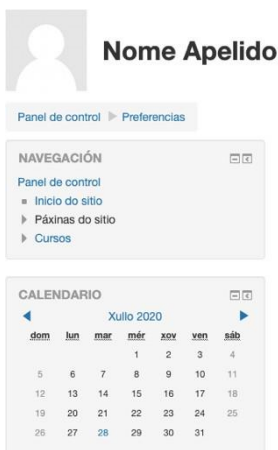 Nome Apelido
Panel de control Preferencias
NAVEGACIÓN
Panel de control
Inicio do sitio
Páxinas do sitio
Cursos
CALENDARIO
Xullo 2020
dom lun mar mér xov ven sáb
1 2 3 4
5 6 7 8 9 10 11
12 13 14 15 16 17 18
19 20 21 22 23 24 25
26 27 28 29 30 31